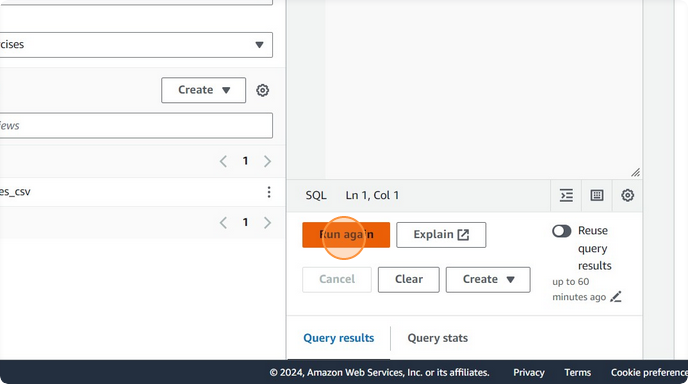 cises
Create
iews
1
es_csv
1
SQL Ln 1, Col 1
Run again
Explain
Reuse
query
results
up to 60
minutes ago
Cancel
Clear
Create
Query results
Query stats
© 2024, Amazon Web Services, Inc. or its affiliates. Privacy Terms Cookie preference